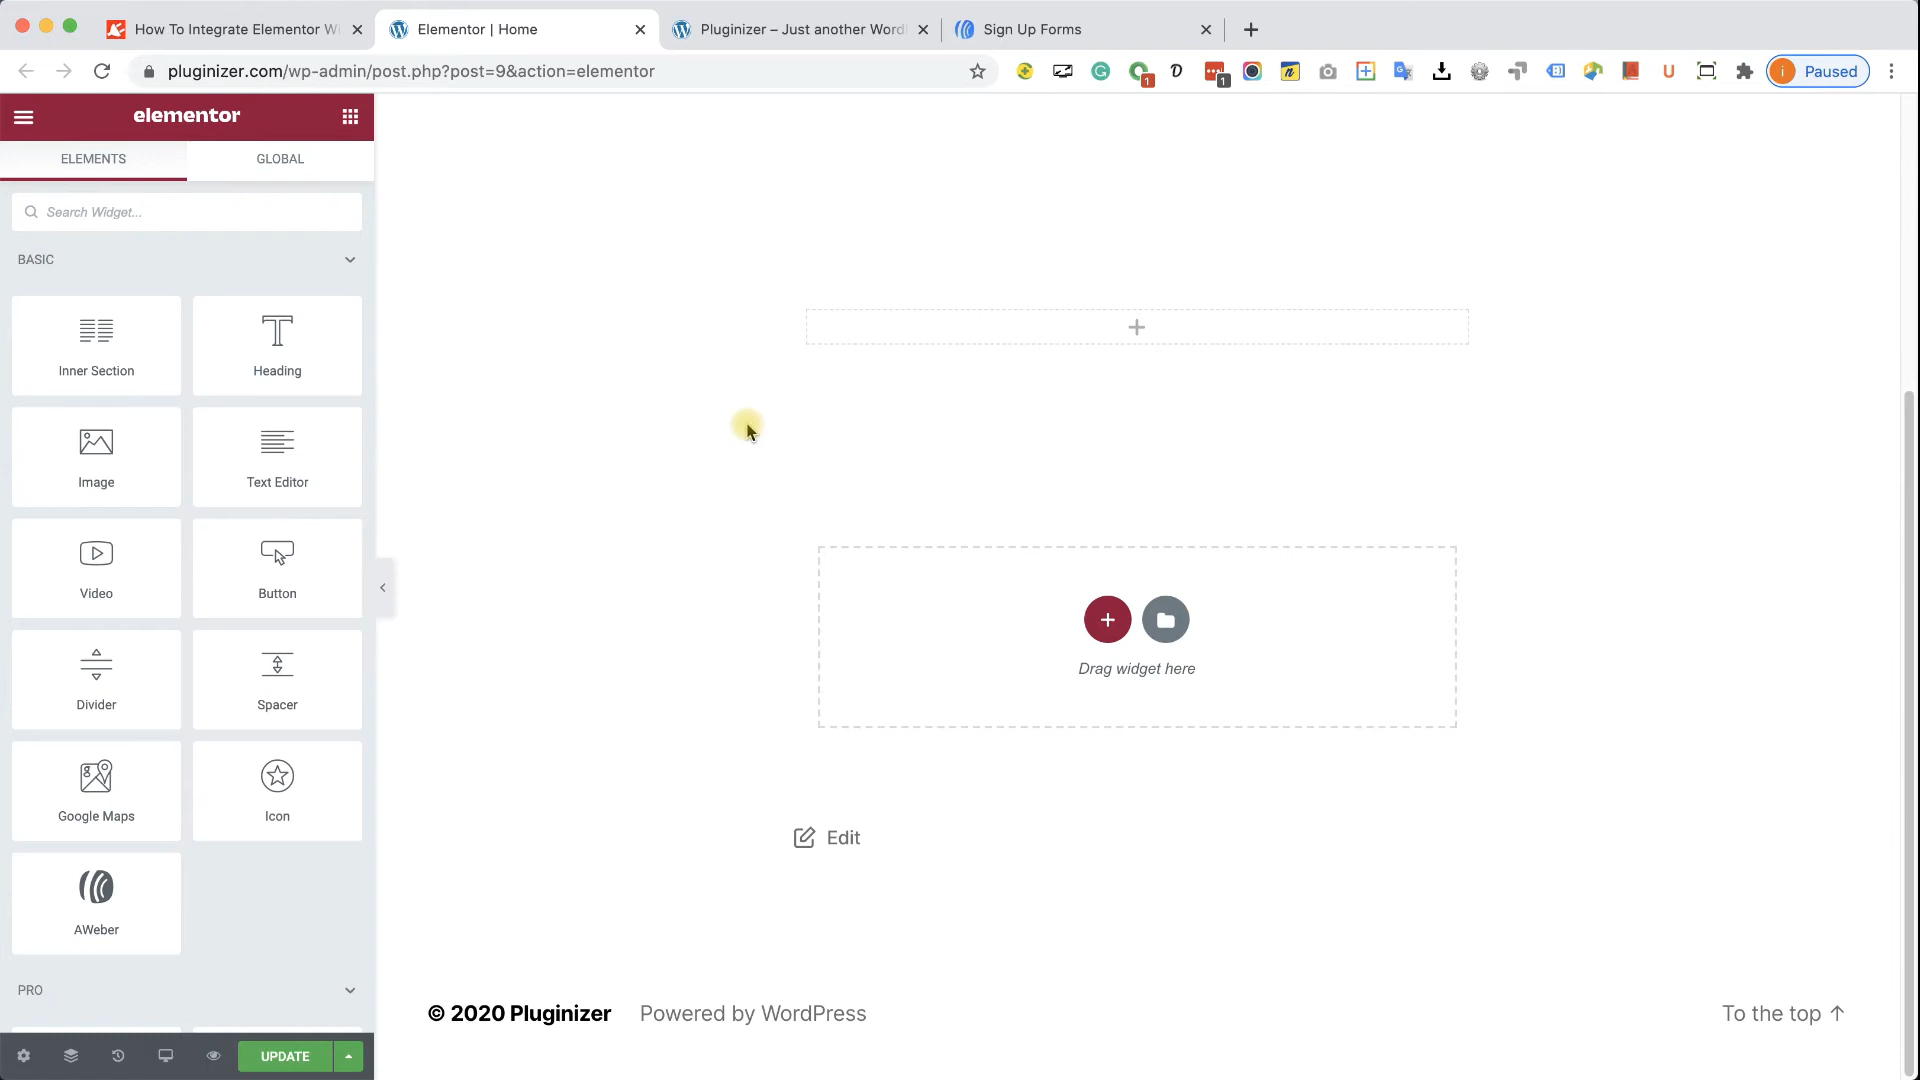 How To Integrate Elementor Wi
Elementor | Home
Pluginizer – Just another Word
Sign Up Forms
pluginizer.com/wp-admin/post.php?post=9&action=elementor
1
1
i
Paused
elementor
ELEMENTS
GLOBAL
Search Widget...
BASIC
Inner Section
Heading
Image
Text Editor
Video
Button
Divider
Spacer
Google Maps
Icon
AWeber
PRO
UPDATE
Drag widget here
Edit
© 2020 Pluginizer
Powered by WordPress
To the top ↑